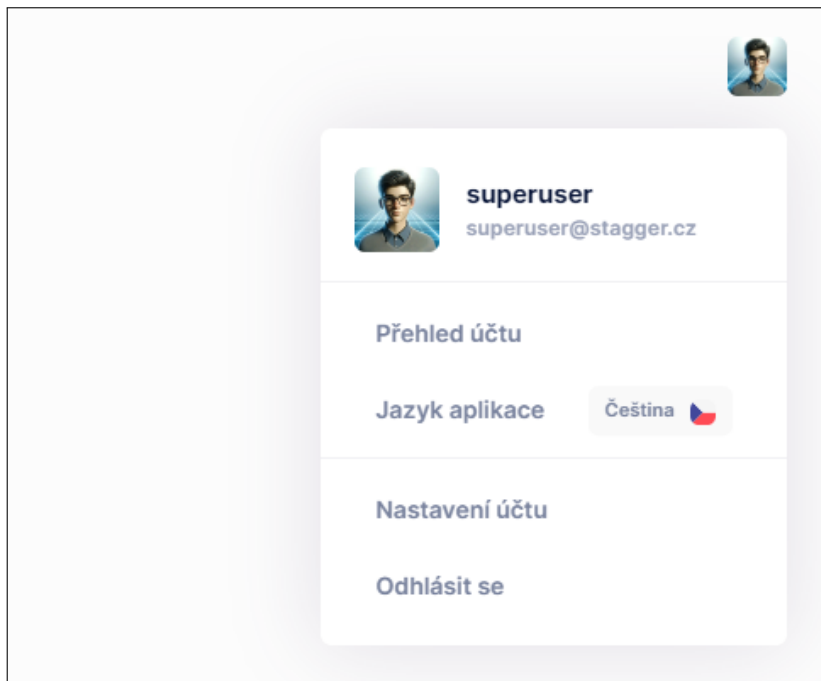 superuser
superuser@stagger.cz
Přehled účtu
Jazyk aplikace
Čeština
Nastavení účtu
Odhlásit se